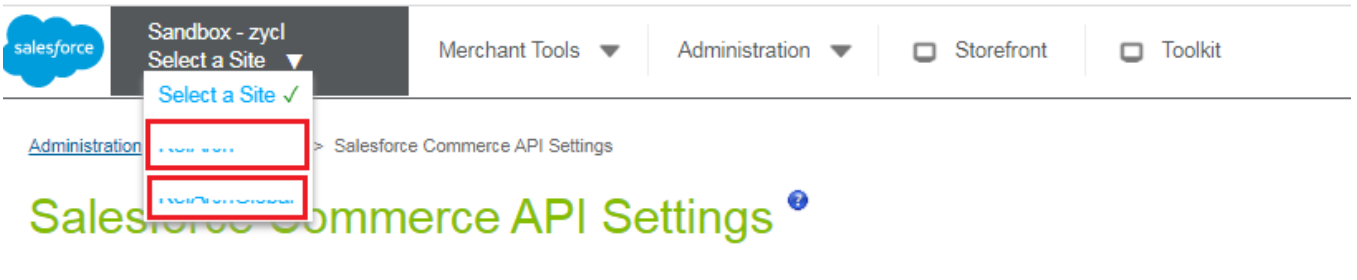 salesforce
Sandbox - zycl
Select a Site ▼
Merchant Tools ▼
Administration ▼
Storefront
Toolkit
Select a Site ✓
Administration
> Salesforce Commerce API Settings
Salesforce Commerce API Settings